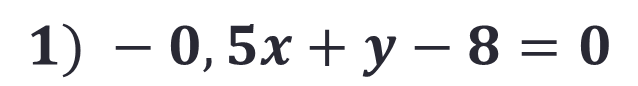 1) − 0, 5x + y − 8 = 0